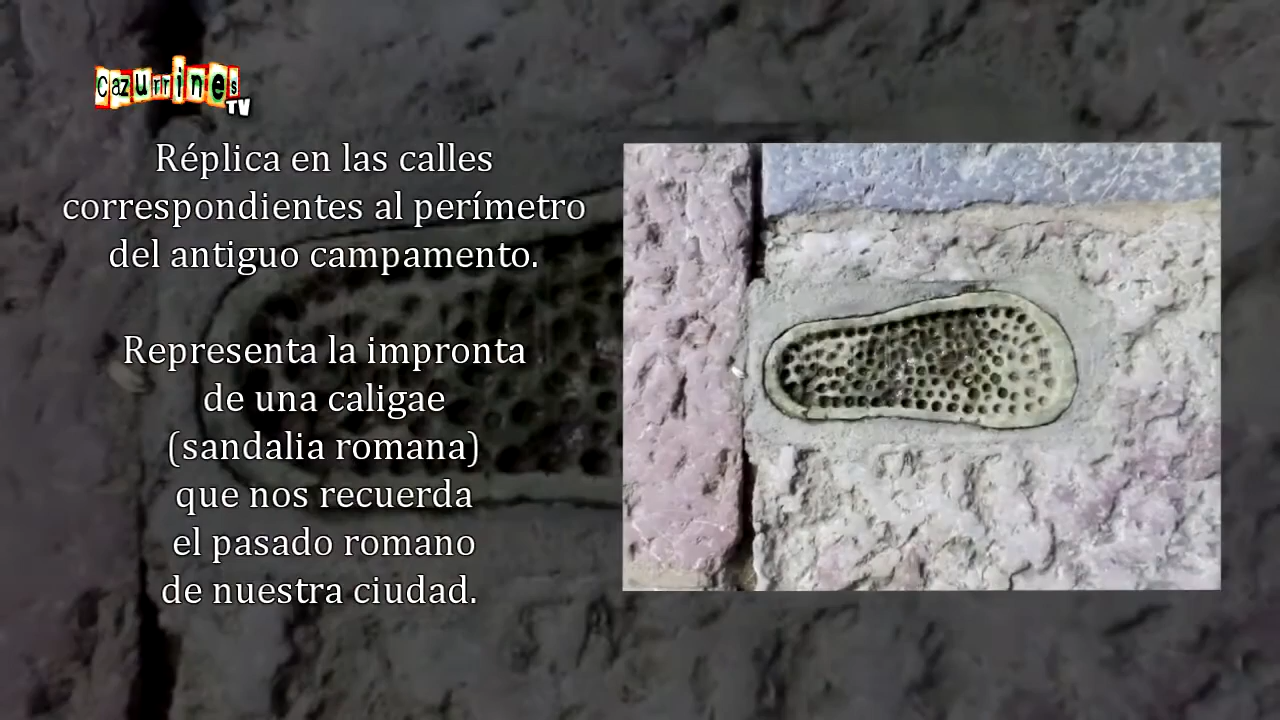 Cazurrines
TV
Réplica en las calles
correspondientes al perímetro
del antiguo campamento.
Representa la impronta
de una caligae
(sandalia romana)
que nos recuerda
el pasado romano
de nuestra ciudad.